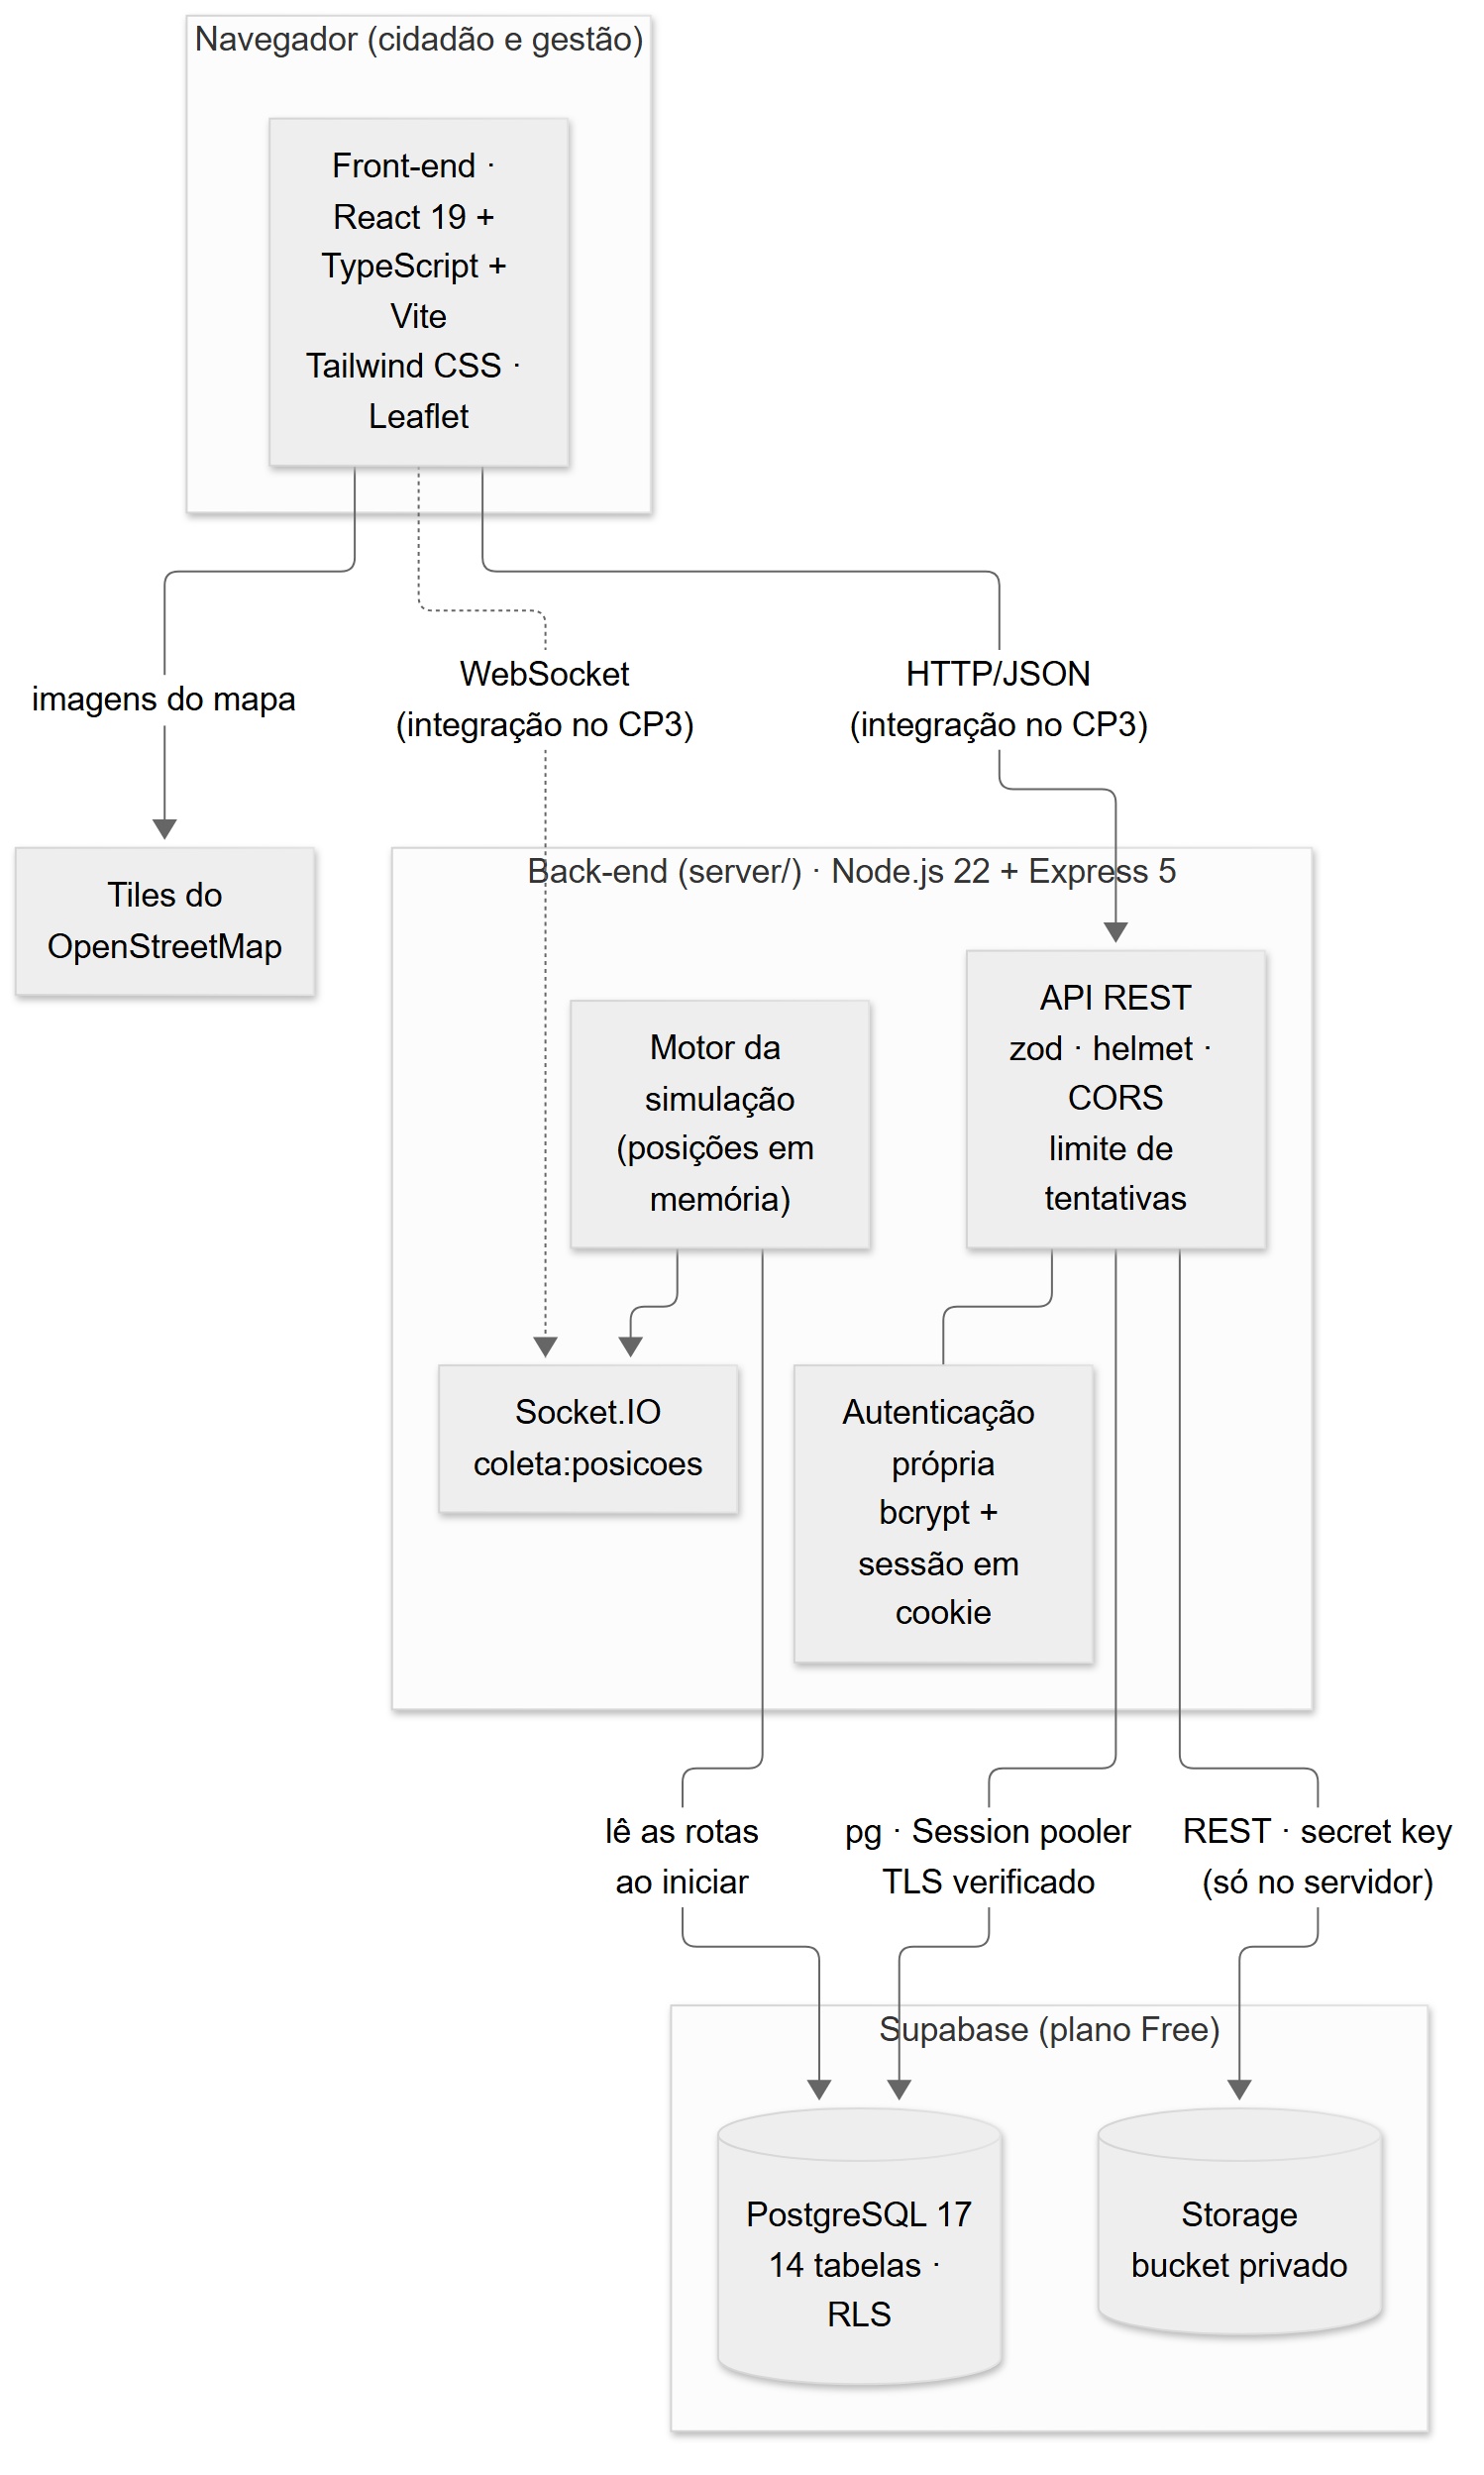 Navegador (cidadão e gestão)
Front-end ·
React 19 +
TypeScript +
Vite
Tailwind CSS ·
Leaflet
imagens do mapa
WebSocket
(integração no CP3)
HTTP/JSON
(integração no CP3)
Tiles do
OpenStreetMap
Back-end (server/) · Node.js 22 + Express 5
Motor da
simulação
(posições em
memória)
API REST
zod · helmet ·
CORS
limite de
tentativas
Socket.IO
coleta:posicoes
Autenticação
própria
bcrypt +
sessão em
cookie
lê as rotas
ao iniciar
pg · Session pooler
TLS verificado
REST · secret key
(só no servidor)
Supabase (plano Free)
PostgreSQL 17
14 tabelas ·
RLS
Storage
bucket privado